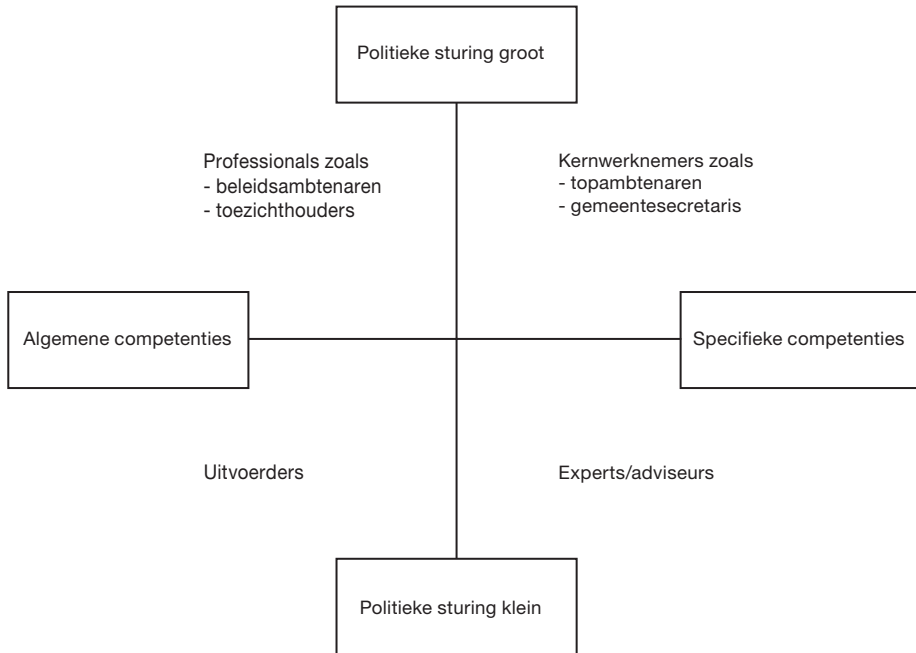 Politieke sturing groot
Professionals zoals
- beleidsambtenaren
- toezichthouders
Kernwerknemers zoals
- topambtenaren
- gemeentesecretaris
Algemene competenties
Specifieke competenties
Uitvoerders
Experts/adviseurs
Politieke sturing klein